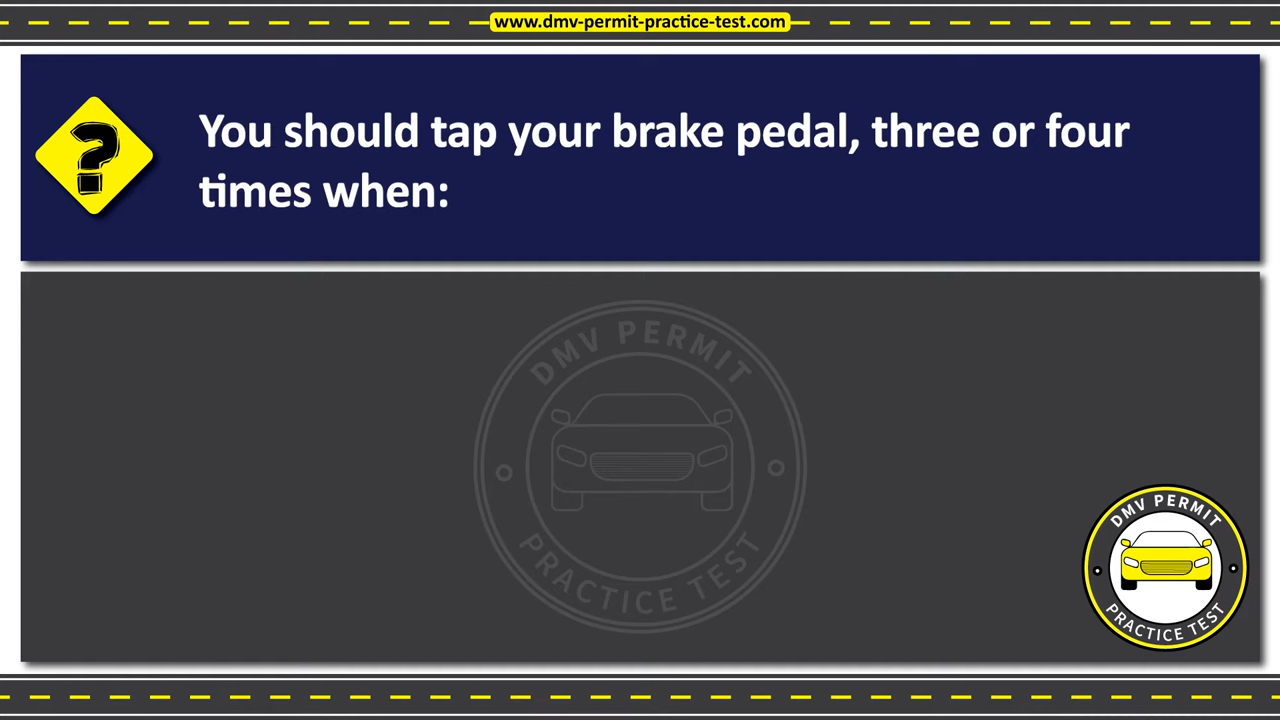 www.dmv-permit-practice-test.com
?
You should tap your brake pedal, three or four
times when:
DMV PERMIT
PRACTICE TEST
DMV PERMIT
PRACTICE TEST